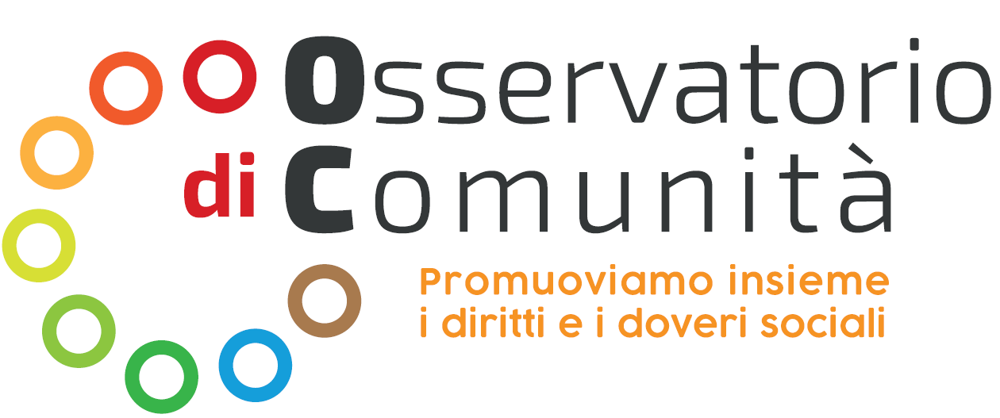 Osservatorio
di Comunità
Promuoviamo insieme
i diritti e i doveri sociali